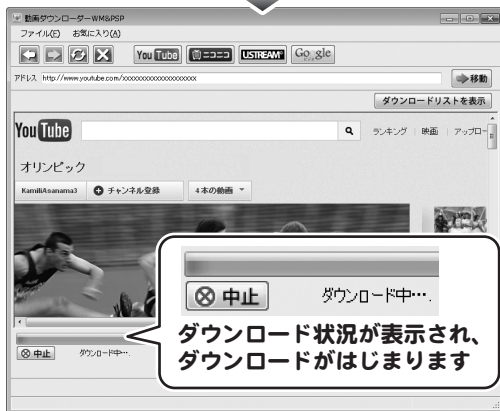 動画ダウンローダーWM&PSP
ファイル(F) お気に入り(A)
YouTube ニコニコ USTREAM Google
アドレス http://www.youtube.com/xxxxxxxxxxxxxxxxxxxx 移動
ダウンロードリストを表示
YouTube ランキング 映画 アップロー
オリンピック
KamiliAsanama3 チャンネル登録 4 本の動画
中止 ダウンロード中….
ダウンロード状況が表示され、
ダウンロードがはじまります
中止 ダウンロード中….